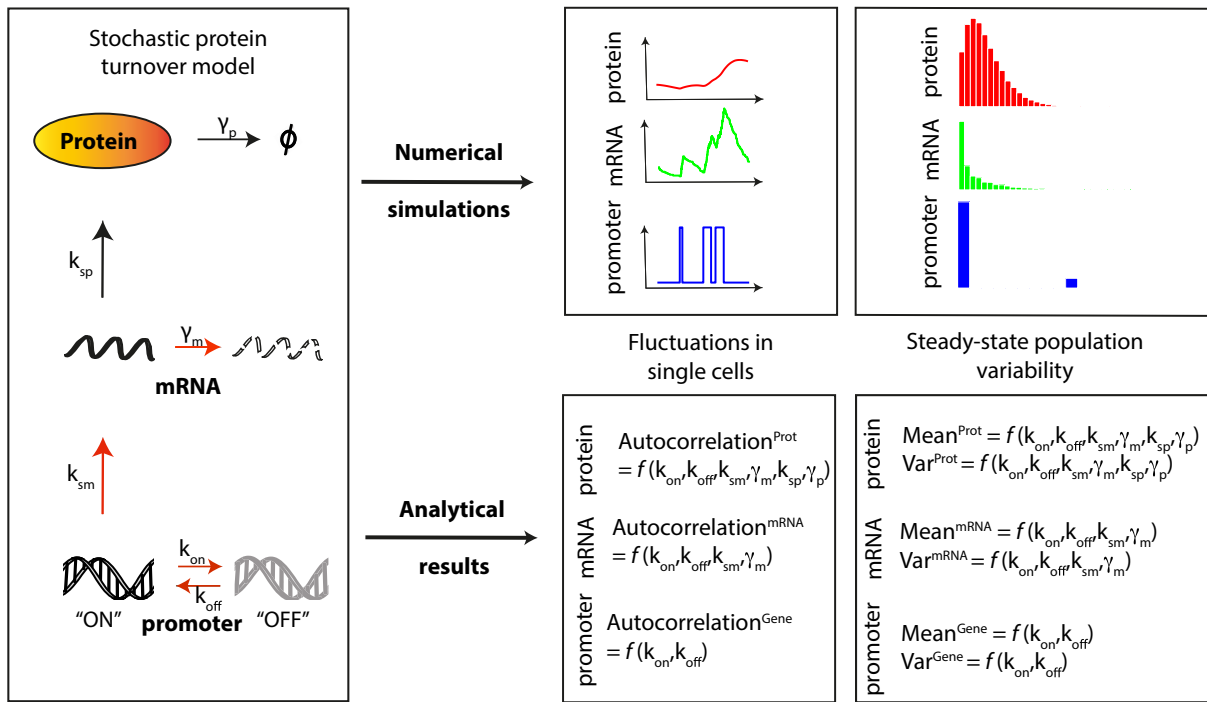 Stochastic protein
turnover model
Protein
γp
ϕ
ksp
γm
mRNA
ksm
kon
koff
"ON"
promoter
"OFF"
Numerical
simulations
Analytical
results
protein
mRNA
promoter
Fluctuations in
single cells
protein
mRNA
promoter
Steady-state population
variability
protein
Autocorrelation^Prot
= f(kon,koff,ksm,γm,ksp,γp)
mRNA
Autocorrelation^mRNA
= f(kon,koff,ksm,γm)
promoter
Autocorrelation^Gene
= f(kon,koff)
protein
Mean^Prot = f(kon,koff,ksm,γm,ksp,γp)
Var^Prot = f(kon,koff,ksm,γm,ksp,γp)
mRNA
Mean^mRNA = f(kon,koff,ksm,γm)
Var^mRNA = f(kon,koff,ksm,γm)
promoter
Mean^Gene = f(kon,koff)
Var^Gene = f(kon,koff)